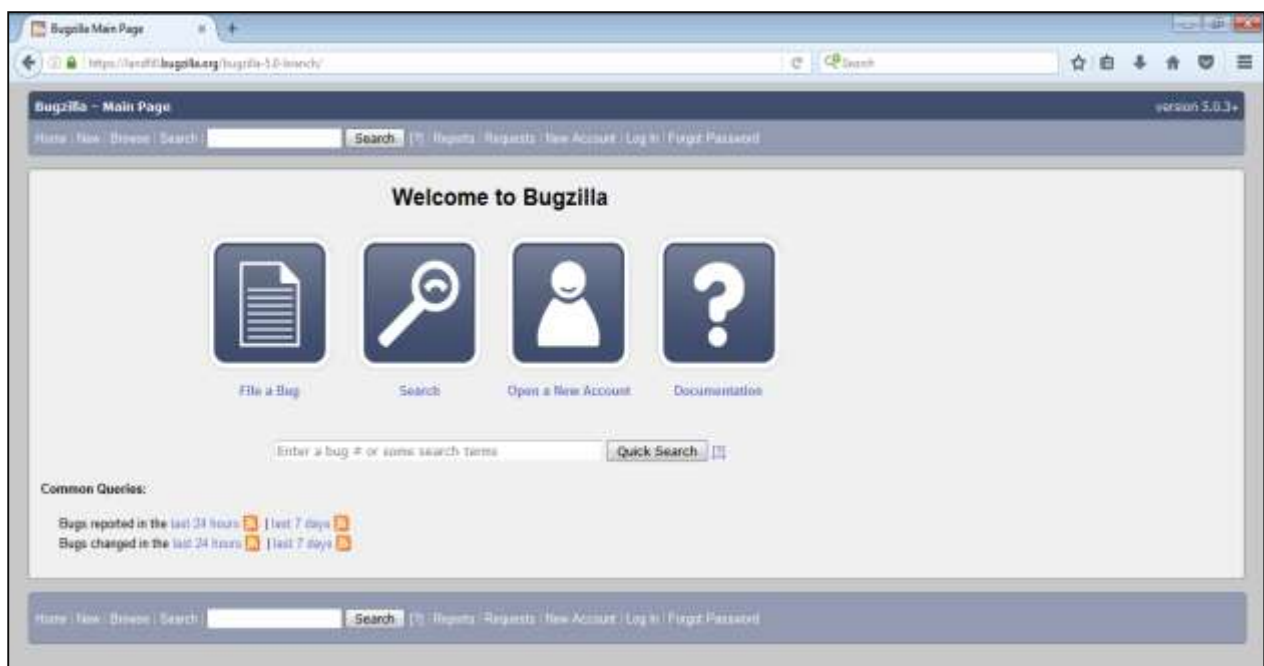 Bugzilla Main Page
https://landfill.bugzilla.org/bugzilla-5.0-branch/
Search
Bugzilla – Main Page
version 5.0.3+
Home | New | Browse | Search | Search [?] | Reports | Requests | New Account | Log In | Forgot Password
Welcome to Bugzilla
File a Bug
Search
Open a New Account
Documentation
Enter a bug # or some search terms
Quick Search [?]
Common Queries:
Bugs reported in the last 24 hours | last 7 days
Bugs changed in the last 24 hours | last 7 days
Home | New | Browse | Search | Search [?] | Reports | Requests | New Account | Log In | Forgot Password